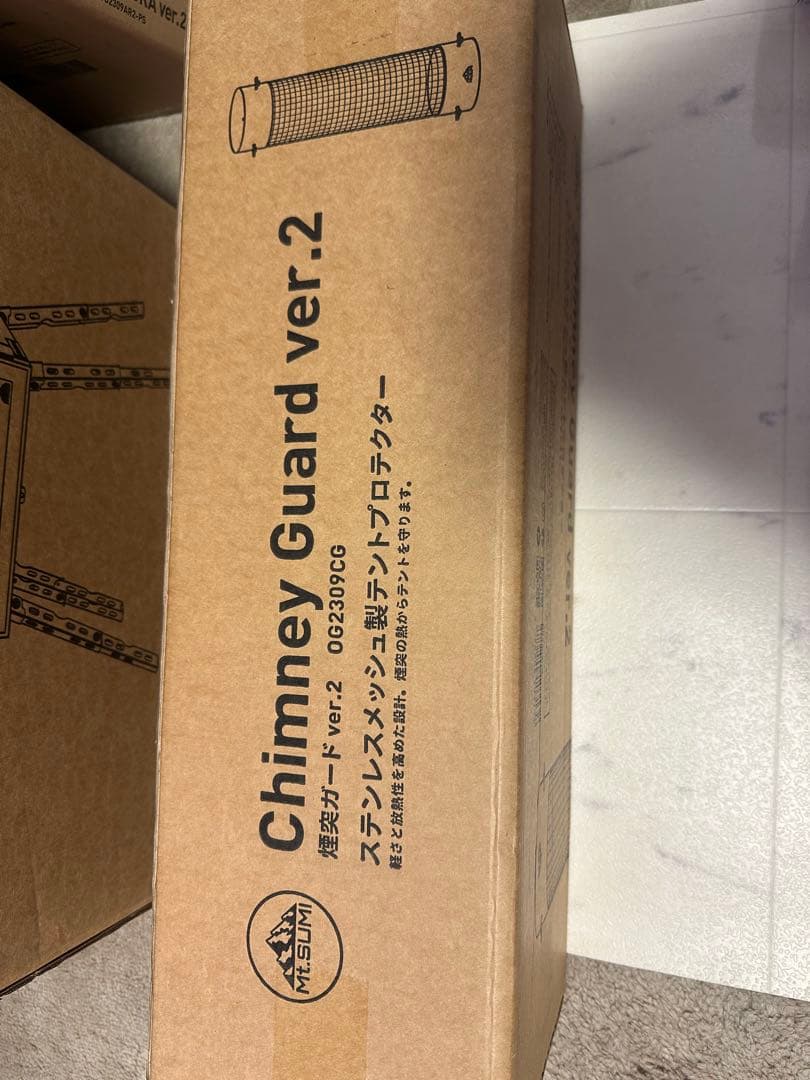 Chimney Guard ver.2
煙突ガード ver.2 OG2309CG
ステンレスメッシュ製テントプロテクター
軽さと放熱性を高めた設計。煙突の熱からテントを守ります。
Mt.SUMI
ver.2